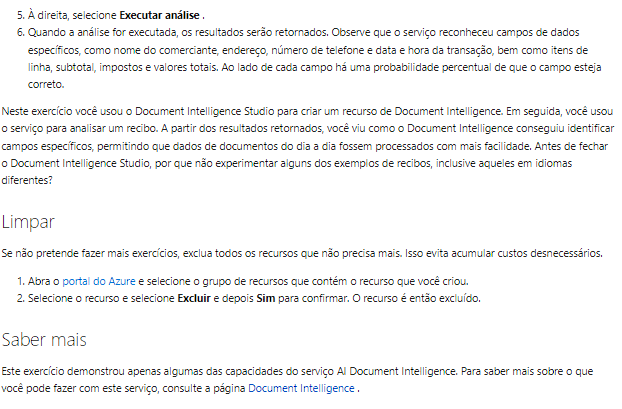 5. À direita, selecione Executar análise .
6. Quando a análise for executada, os resultados serão retornados. Observe que o serviço reconheceu campos de dados
específicos, como nome do comerciante, endereço, número de telefone e data e hora da transação, bem como itens de
linha, subtotal, impostos e valores totais. Ao lado de cada campo há uma probabilidade percentual de que o campo esteja
correto.
Neste exercício você usou o Document Intelligence Studio para criar um recurso de Document Intelligence. Em seguida, você usou
o serviço para analisar um recibo. A partir dos resultados retornados, você viu como o Document Intelligence conseguiu identificar
campos específicos, permitindo que dados de documentos do dia a dia fossem processados com mais facilidade. Antes de fechar
o Document Intelligence Studio, por que não experimentar alguns dos exemplos de recibos, inclusive aqueles em idiomas
diferentes?
Limpar
Se não pretende fazer mais exercícios, exclua todos os recursos que não precisa mais. Isso evita acumular custos desnecessários.
1. Abra o portal do Azure e selecione o grupo de recursos que contém o recurso que você criou.
2. Selecione o recurso e selecione Excluir e depois Sim para confirmar. O recurso é então excluído.
Saber mais
Este exercício demonstrou apenas algumas das capacidades do serviço AI Document Intelligence. Para saber mais sobre o que
você pode fazer com este serviço, consulte a página Document Intelligence .